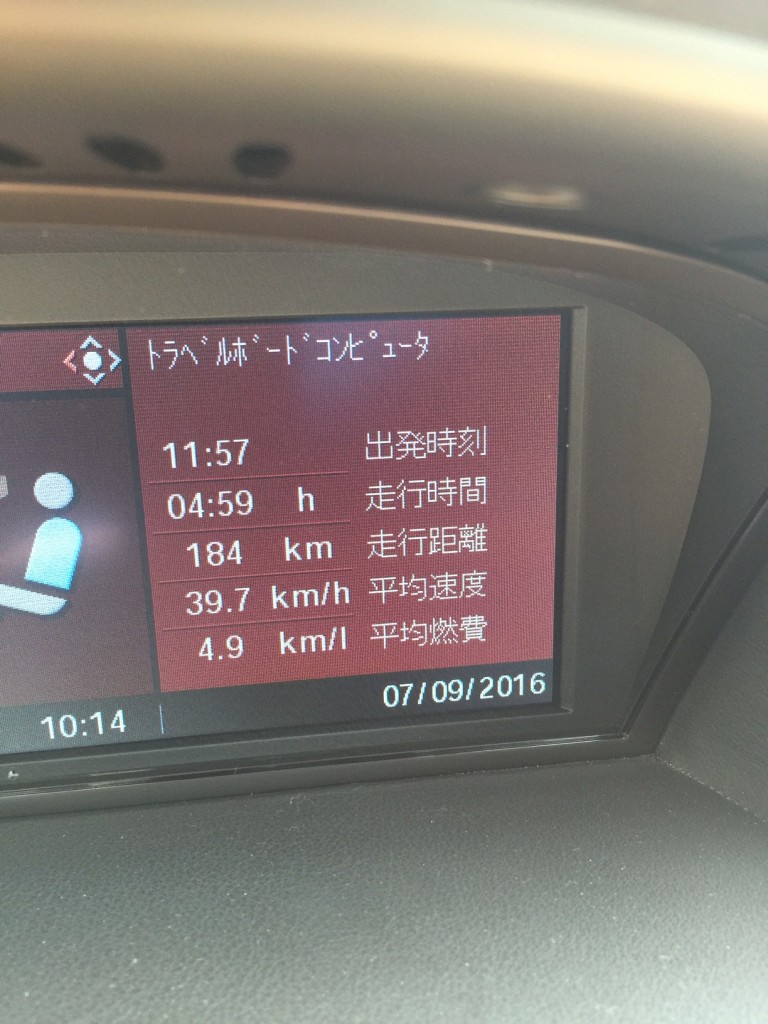 ﾄﾗﾍﾞﾙﾎﾞｰﾄﾞｺﾝﾋﾟｭｰﾀ
11:57 出発時刻
04:59 h 走行時間
184 km 走行距離
39.7 km/h 平均速度
4.9 km/l 平均燃費
07/09/2016
10:14